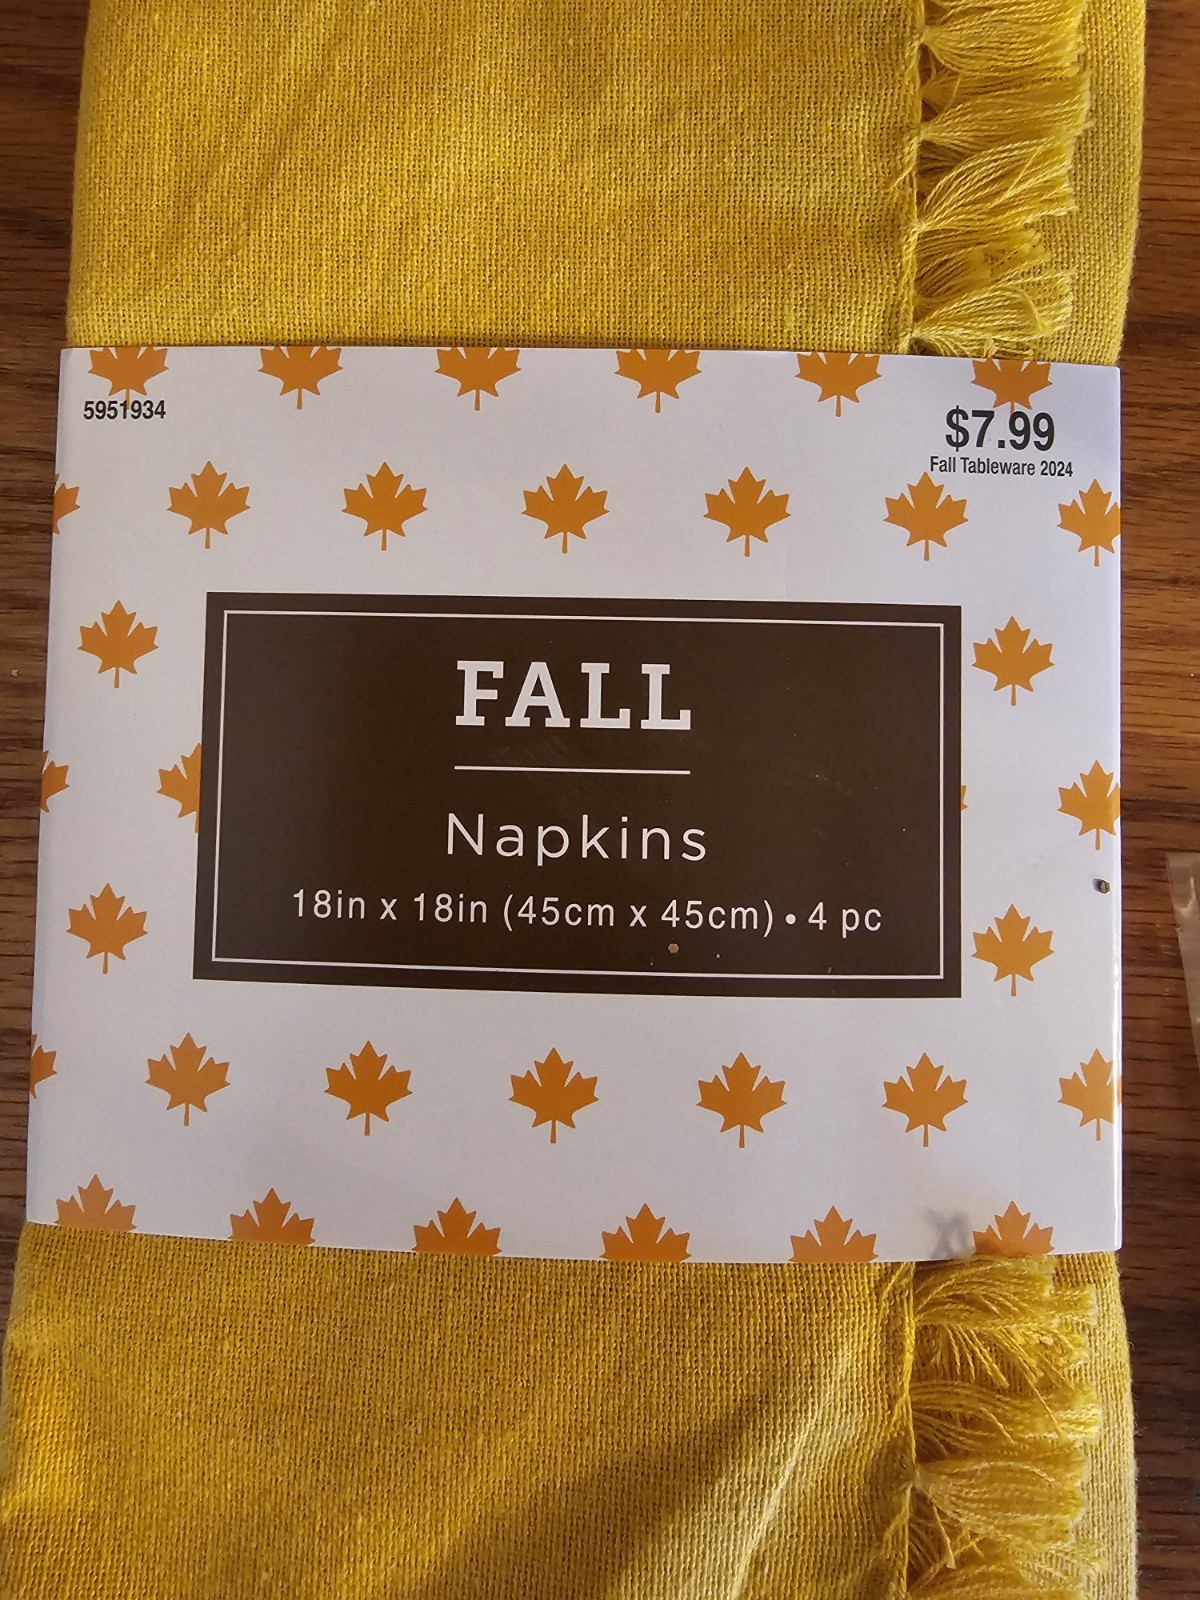 5951934
$7.99
Fall Tableware 2024
FALL
Napkins
18in x 18in (45cm x 45cm) • 4 pc